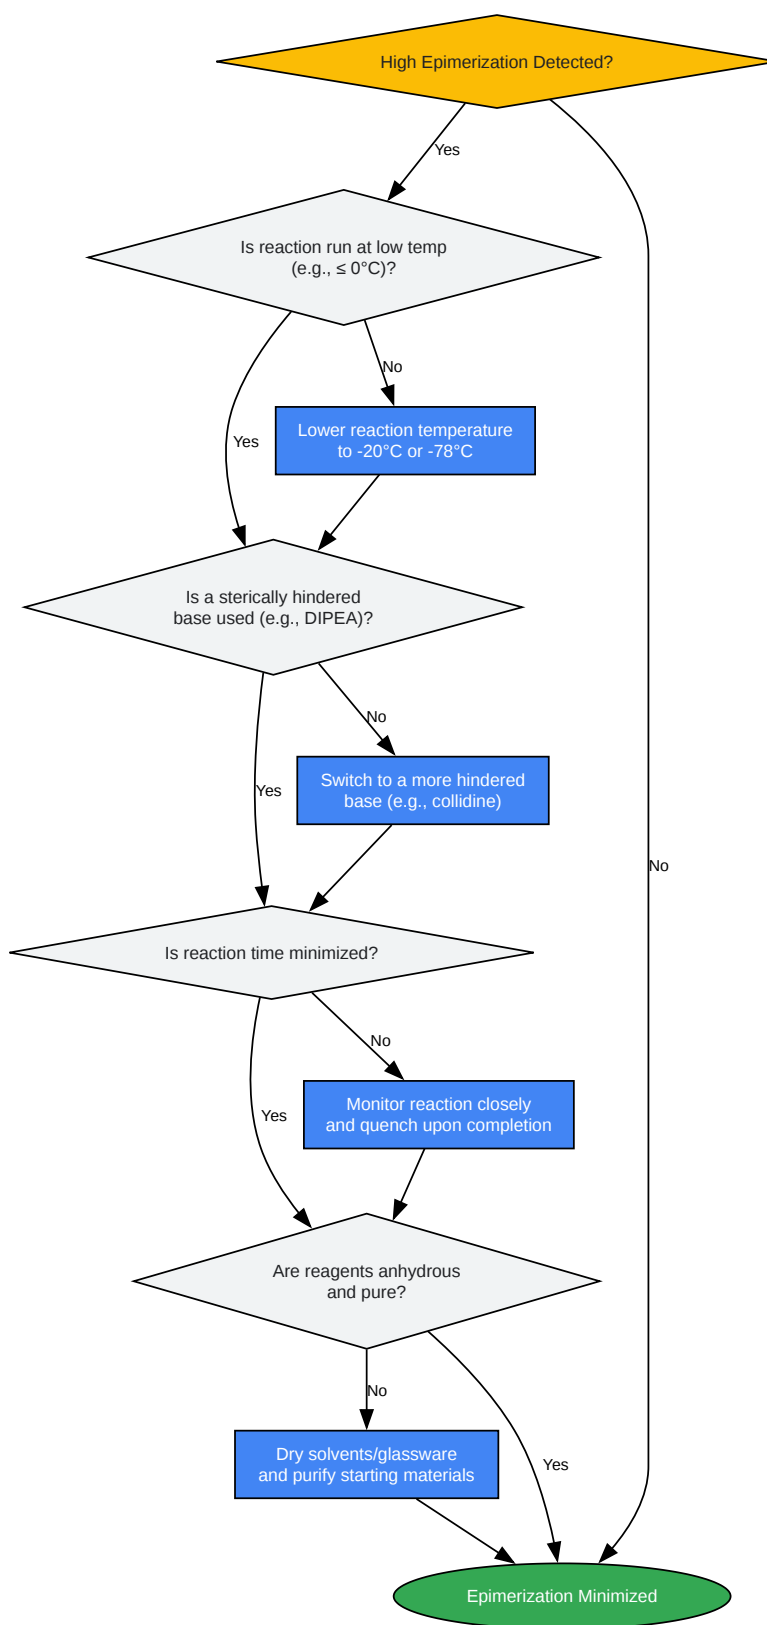 High Epimerization Detected?
Yes
Is reaction run at low temp
(e.g., ≤ 0°C)?
No
Lower reaction temperature
to -20°C or -78°C
Yes
Is a sterically hindered
base used (e.g., DIPEA)?
No
Switch to a more hindered
base (e.g., collidine)
Yes
No
Is reaction time minimized?
No
Monitor reaction closely
and quench upon completion
Yes
Are reagents anhydrous
and pure?
No
Dry solvents/glassware
and purify starting materials
Yes
Epimerization Minimized